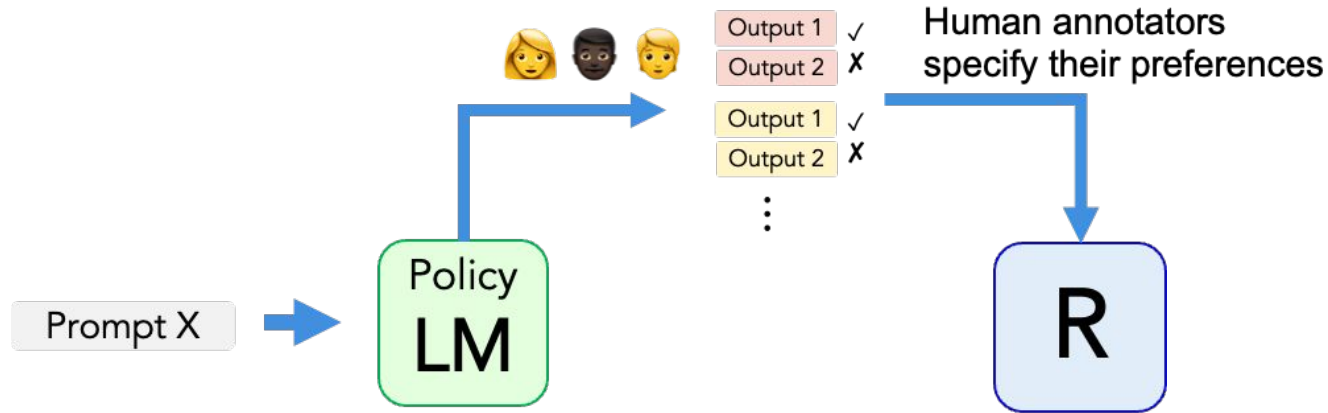 Prompt X
Policy
LM
Output 1 ✓
Output 2 ✗
Output 1 ✓
Output 2 ✗
⋮
Human annotators
specify their preferences
R